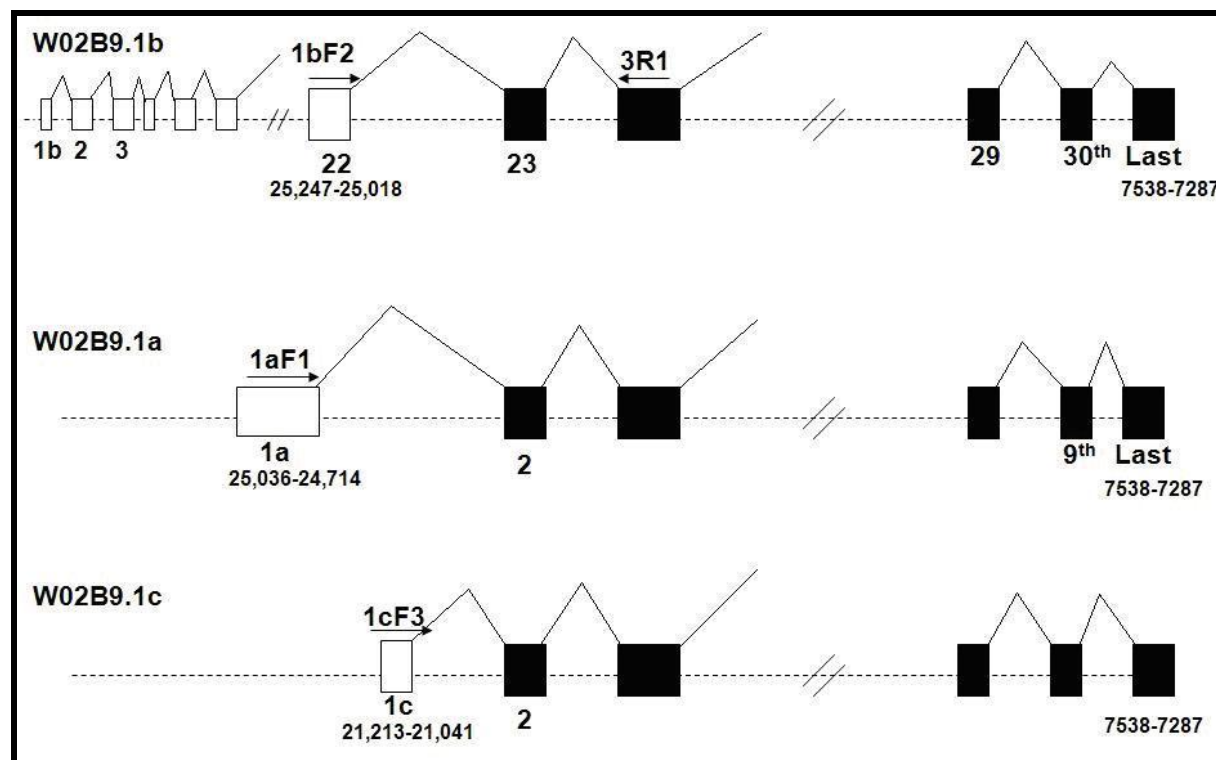 W02B9.1b
1bF2
3R1
1b 2 3
22
23
29
30th Last
25,247-25,018
7538-7287
W02B9.1a
1aF1
1a
2
9th Last
25,036-24,714
7538-7287
W02B9.1c
1cF3
1c
2
21,213-21,041
7538-7287